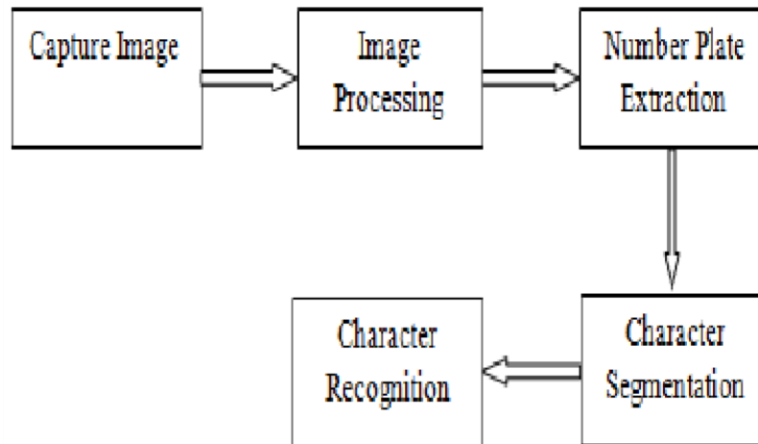 Capture Image
Image
Processing
Number Plate
Extraction
Character
Segmentation
Character
Recognition